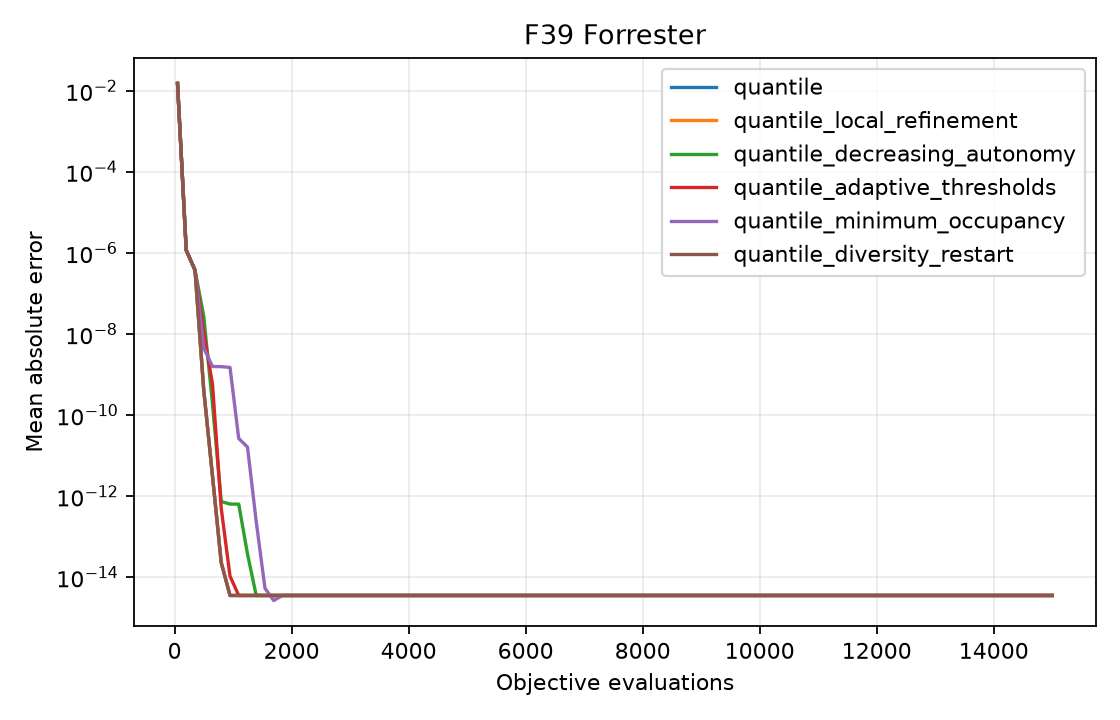 F39 Forrester
quantile
quantile_local_refinement
quantile_decreasing_autonomy
quantile_adaptive_thresholds
quantile_minimum_occupancy
quantile_diversity_restart
Mean absolute error
10⁻²
10⁻⁴
10⁻⁶
10⁻⁸
10⁻¹⁰
10⁻¹²
10⁻¹⁴
0 2000 4000 6000 8000 10000 12000 14000
Objective evaluations